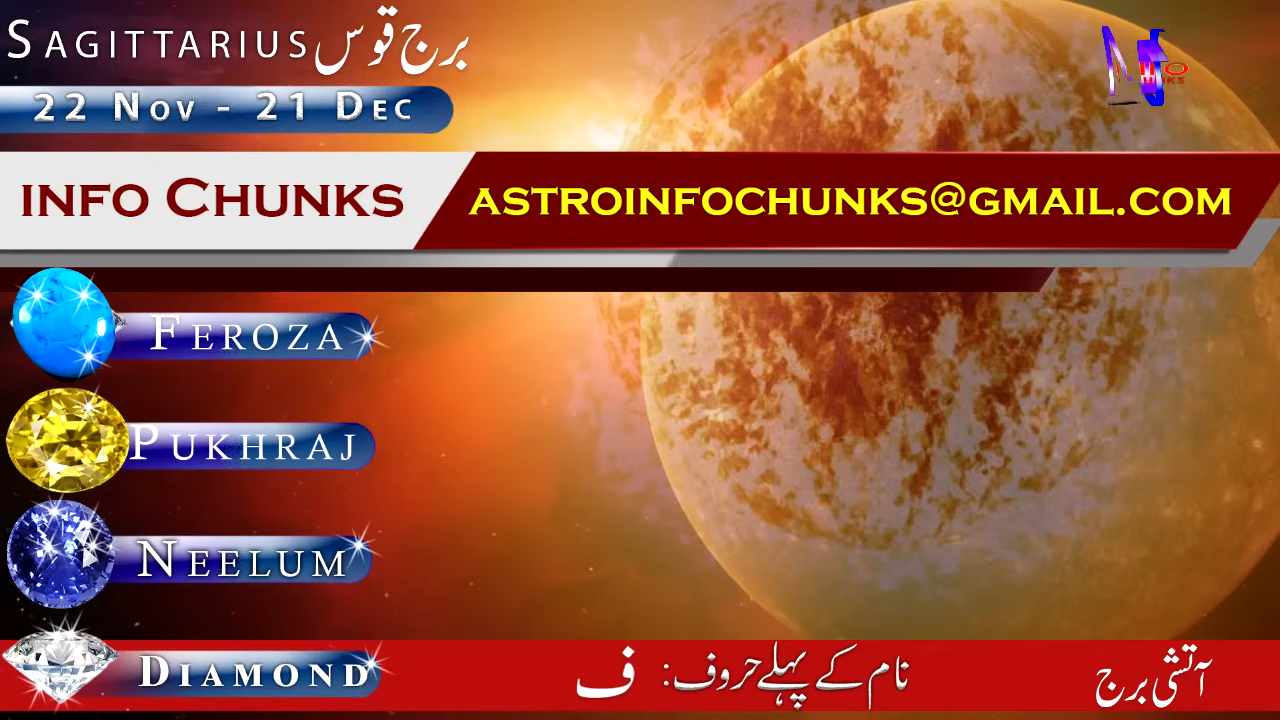 SAGITTARIUS برج قوس
22 Nov - 21 Dec
INFO CHUNKS
ASTROINFOCHUNKS@GMAIL.COM
FEROZA
PUKHRAJ
NEELUM
DIAMOND
نام کے پہلے حروف: ف
آتشی برج